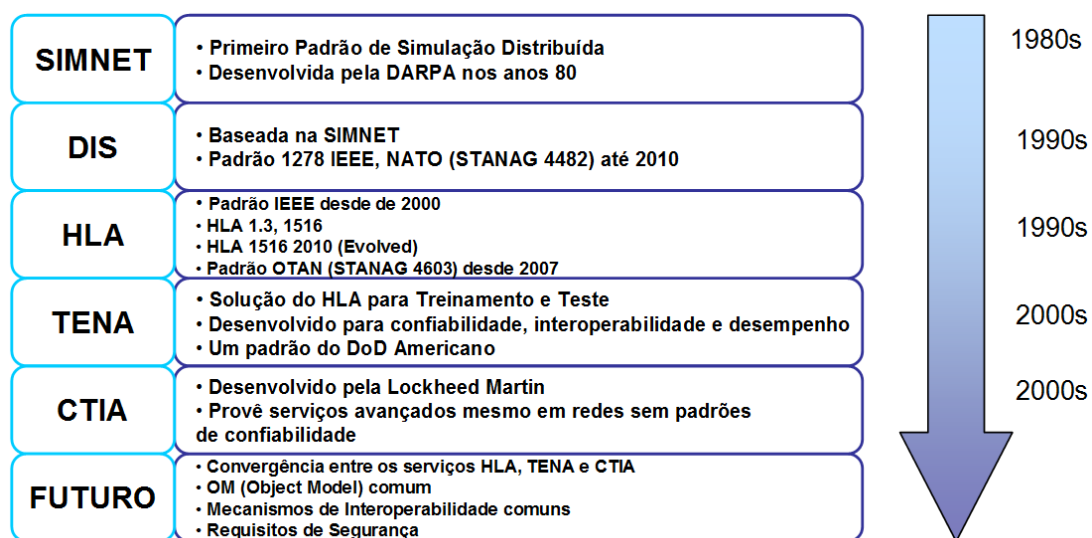 SIMNET
• Primeiro Padrão de Simulação Distribuída
• Desenvolvida pela DARPA nos anos 80
1980s
DIS
• Baseada na SIMNET
• Padrão 1278 IEEE, NATO (STANAG 4482) até 2010
1990s
HLA
• Padrão IEEE desde de 2000
• HLA 1.3, 1516
• HLA 1516 2010 (Evolved)
• Padrão OTAN (STANAG 4603) desde 2007
1990s
TENA
• Solução do HLA para Treinamento e Teste
• Desenvolvido para confiabilidade, interoperabilidade e desempenho
• Um padrão do DoD Americano
2000s
CTIA
• Desenvolvido pela Lockheed Martin
• Provê serviços avançados mesmo em redes sem padrões
de confiabilidade
2000s
FUTURO
• Convergência entre os serviços HLA, TENA e CTIA
• OM (Object Model) comum
• Mecanismos de Interoperabilidade comuns
• Requisitos de Segurança